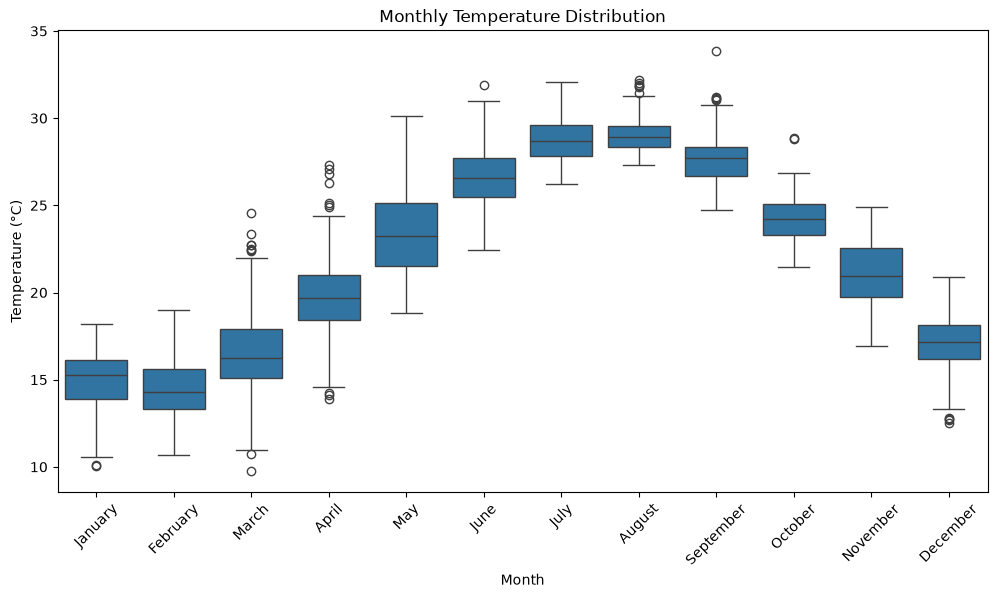 Monthly Temperature Distribution
Temperature (°C)
35
30
25
20
15
10
January
February
March
April
May
June
July
August
September
October
November
December
Month